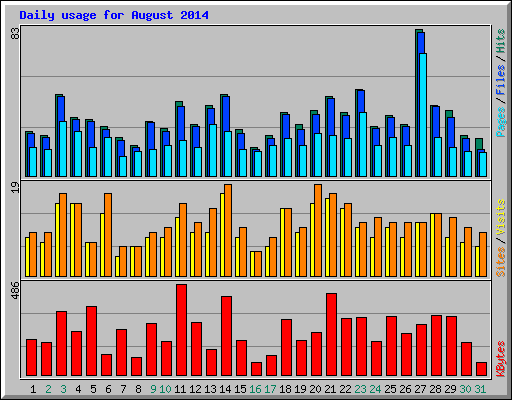 Daily usage for August 2014
83
Pages/Files/Hits
19
Sites/Visits
486
KBytes
1 2 3 4 5 6 7 8 9 10 11 12 13 14 15 16 17 18 19 20 21 22 23 24 25 26 27 28 29 30 31